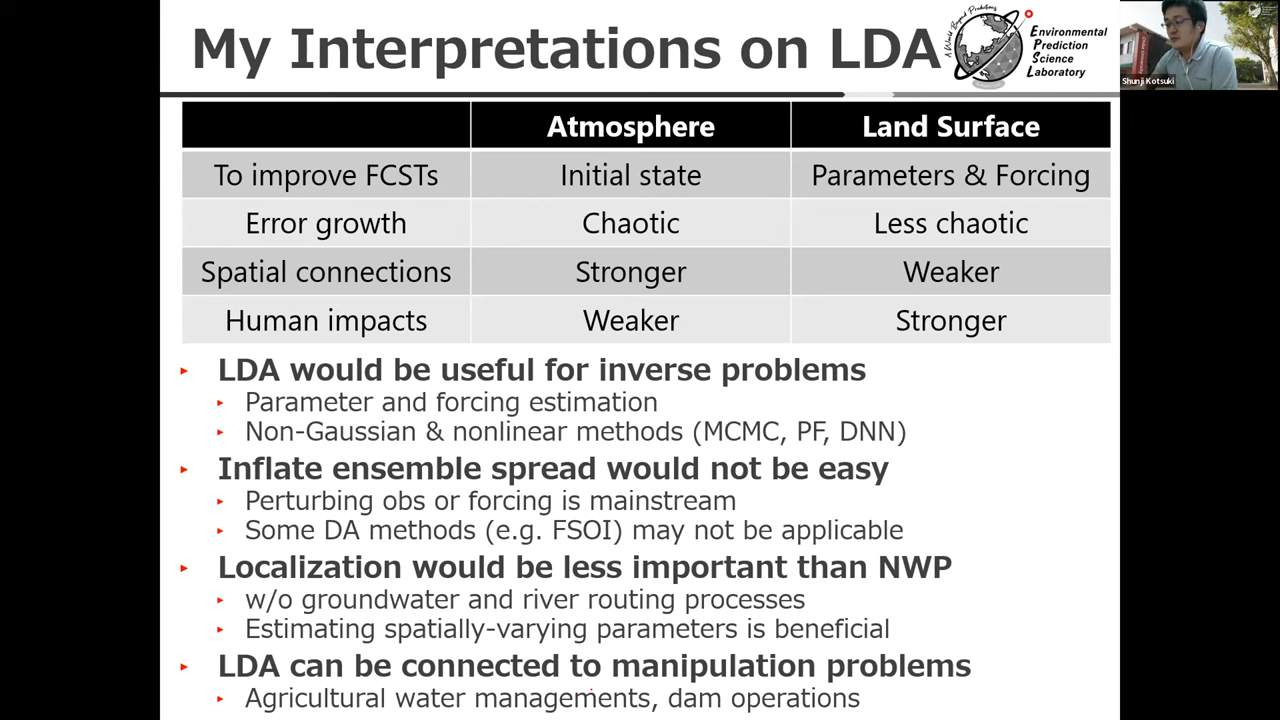 My Interpretations on LDA
A World Beyond Predictions
Environmental
Prediction
Science
Laboratory
Shunji Kotsuki
Atmosphere Land Surface
To improve FCSTs Initial state Parameters & Forcing
Error growth Chaotic Less chaotic
Spatial connections Stronger Weaker
Human impacts Weaker Stronger
LDA would be useful for inverse problems
Parameter and forcing estimation
Non-Gaussian & nonlinear methods (MCMC, PF, DNN)
Inflate ensemble spread would not be easy
Perturbing obs or forcing is mainstream
Some DA methods (e.g. FSOI) may not be applicable
Localization would be less important than NWP
w/o groundwater and river routing processes
Estimating spatially-varying parameters is beneficial
LDA can be connected to manipulation problems
Agricultural water managements, dam operations